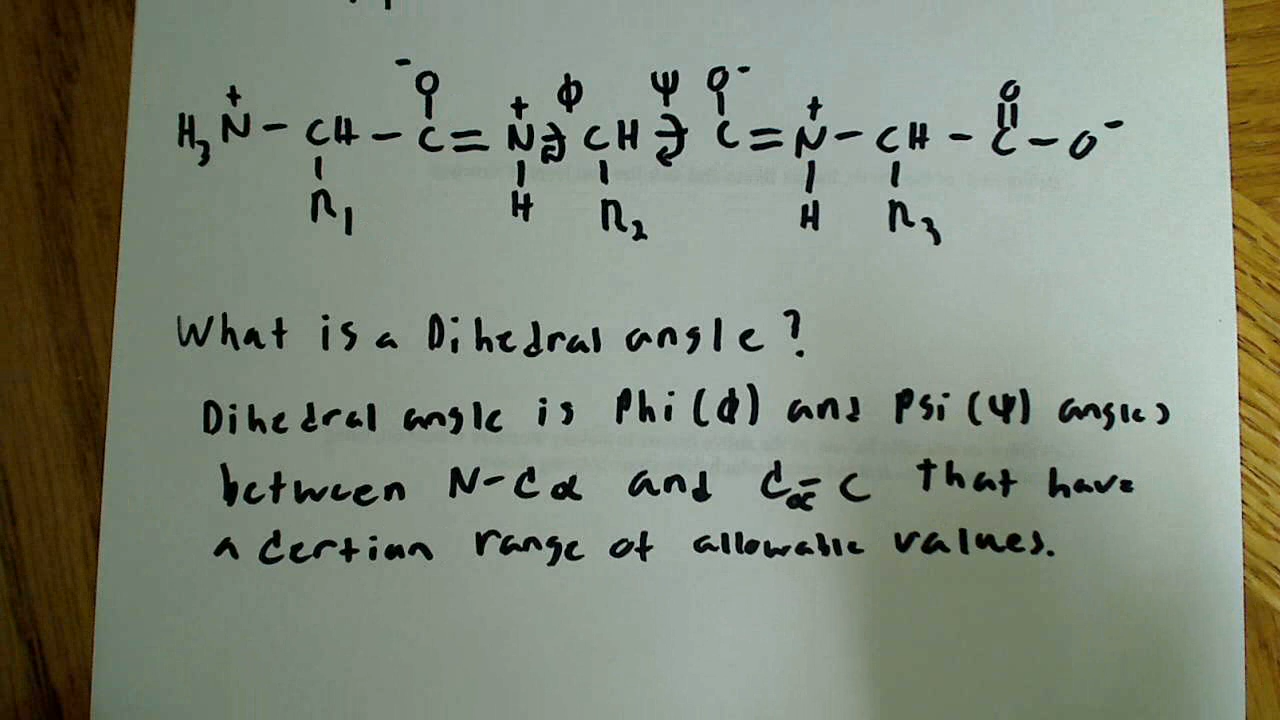 - O φ ψ O -
+ + + O
H₃N - CH - C = N - CH - C = N - CH - C - O⁻
R₁ H R₂ H R₃
What is a Dihedral angle?
Dihedral angle is Phi (ϕ) and Psi (ψ) angles
between N-Cα and Cα-C that have
a certian range of allowable values.